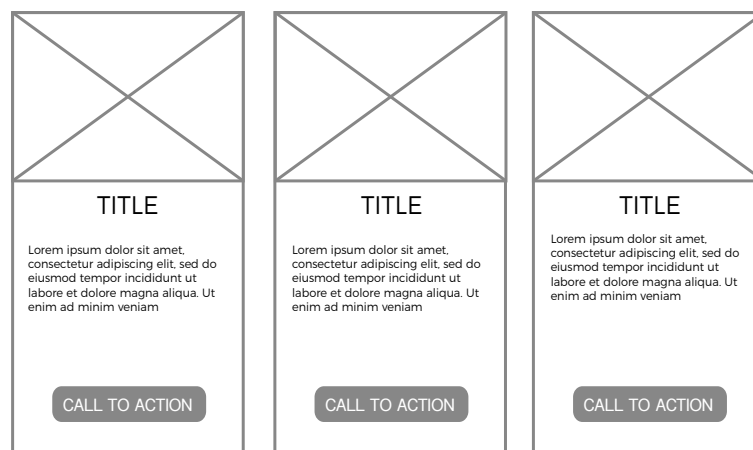 TITLE
Lorem ipsum dolor sit amet,
consectetur adipiscing elit, sed do
eiusmod tempor incididunt ut
labore et dolore magna aliqua. Ut
enim ad minim veniam
CALL TO ACTION
TITLE
Lorem ipsum dolor sit amet,
consectetur adipiscing elit, sed do
eiusmod tempor incididunt ut
labore et dolore magna aliqua. Ut
enim ad minim veniam
CALL TO ACTION
TITLE
Lorem ipsum dolor sit amet,
consectetur adipiscing elit, sed do
eiusmod tempor incididunt ut
labore et dolore magna aliqua. Ut
enim ad minim veniam
CALL TO ACTION